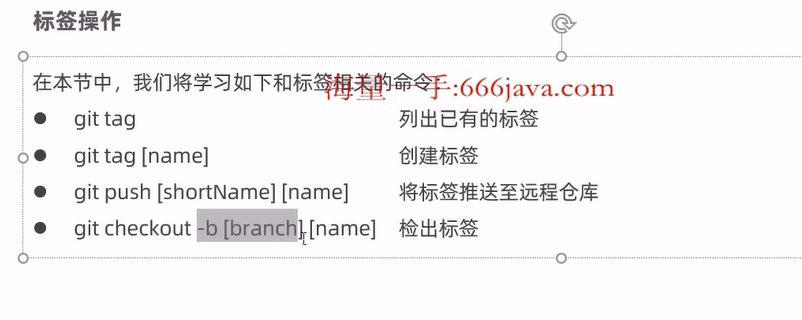 标签操作
在本节中，我们将学习如下和标签相关的命令：
海量一手:666java.com
● git tag 列出已有的标签
● git tag [name] 创建标签
● git push [shortName] [name] 将标签推送至远程仓库
● git checkout -b [branch] [name] 检出标签